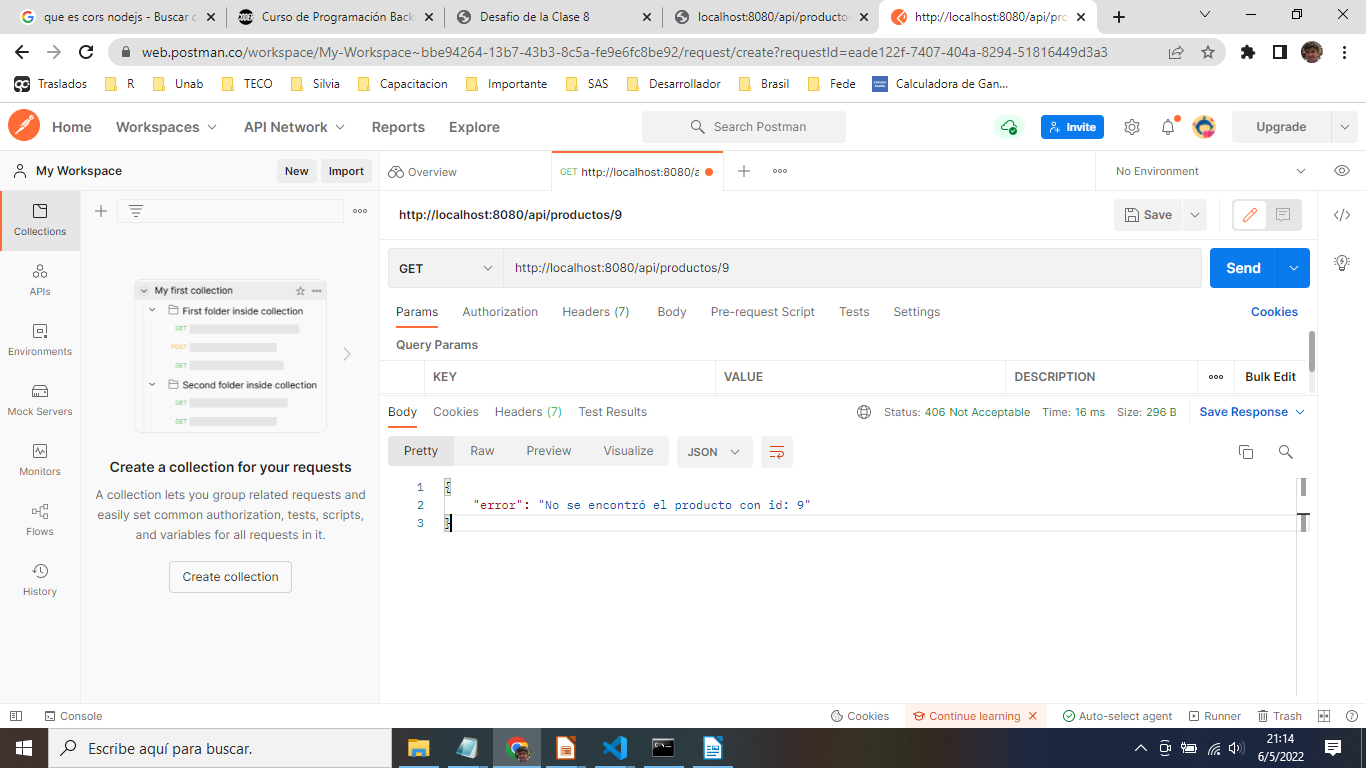 que es cors nodejs - Buscar c
Curso de Programación Back
Desafio de la Clase 8
localhost:8080/api/productos
http://localhost:8080/api/pro
web.postman.co/workspace/My-Workspace~bbe94264-13b7-43b3-8c5a-fe9e6fc8be92/request/create?requestId=eade122f-7407-404a-8294-51816449d3a3
Traslados R Unab TECO Silvia Capacitacion Importante SAS Desarrollador Brasil Fede Calculadora de Gan...
Home Workspaces API Network Reports Explore Search Postman Invite Upgrade
My Workspace New Import Overview GET http://localhost:8080/a No Environment
Collections
APIs
Environments
Mock Servers
Monitors
Flows
History
My first collection
First folder inside collection
GET
POST
GET
Second folder inside collection
GET
GET
Create a collection for your requests
A collection lets you group related requests and
easily set common authorization, tests, scripts,
and variables for all requests in it.
Create collection
http://localhost:8080/api/productos/9 Save
GET http://localhost:8080/api/productos/9 Send
Params Authorization Headers (7) Body Pre-request Script Tests Settings Cookies
Query Params
KEY VALUE DESCRIPTION Bulk Edit
Body Cookies Headers (7) Test Results Status: 406 Not Acceptable Time: 16 ms Size: 296 B Save Response
Pretty Raw Preview Visualize JSON
1 {
2 "error": "No se encontró el producto con id: 9"
3 }
Console Cookies Continue learning Auto-select agent Runner Trash
Escribe aquí para buscar.
21:14
6/5/2022